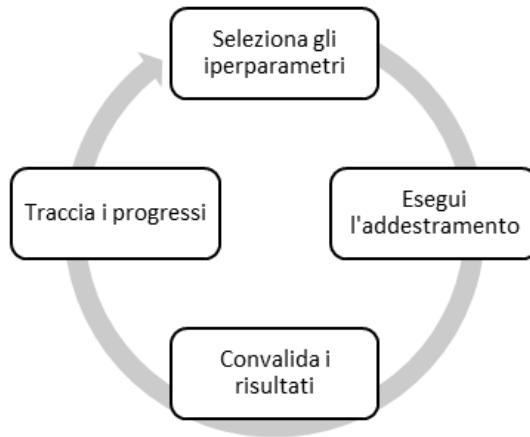 Seleziona gli
iperparametri
Esegui
l'addestramento
Convalida i
risultati
Traccia i progressi